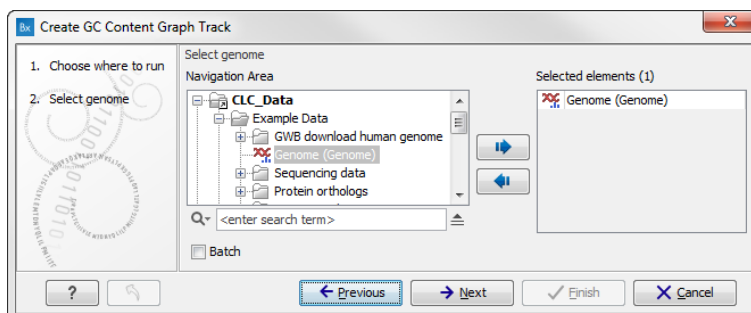 Bx Create GC Content Graph Track
1. Choose where to run
2. Select genome
Select genome
Navigation Area
CLC_Data
Example Data
GWB download human genome
Genome (Genome)
Sequencing data
Protein orthologs
<enter search term>
Batch
Selected elements (1)
Genome (Genome)
?
Previous
Next
Finish
Cancel